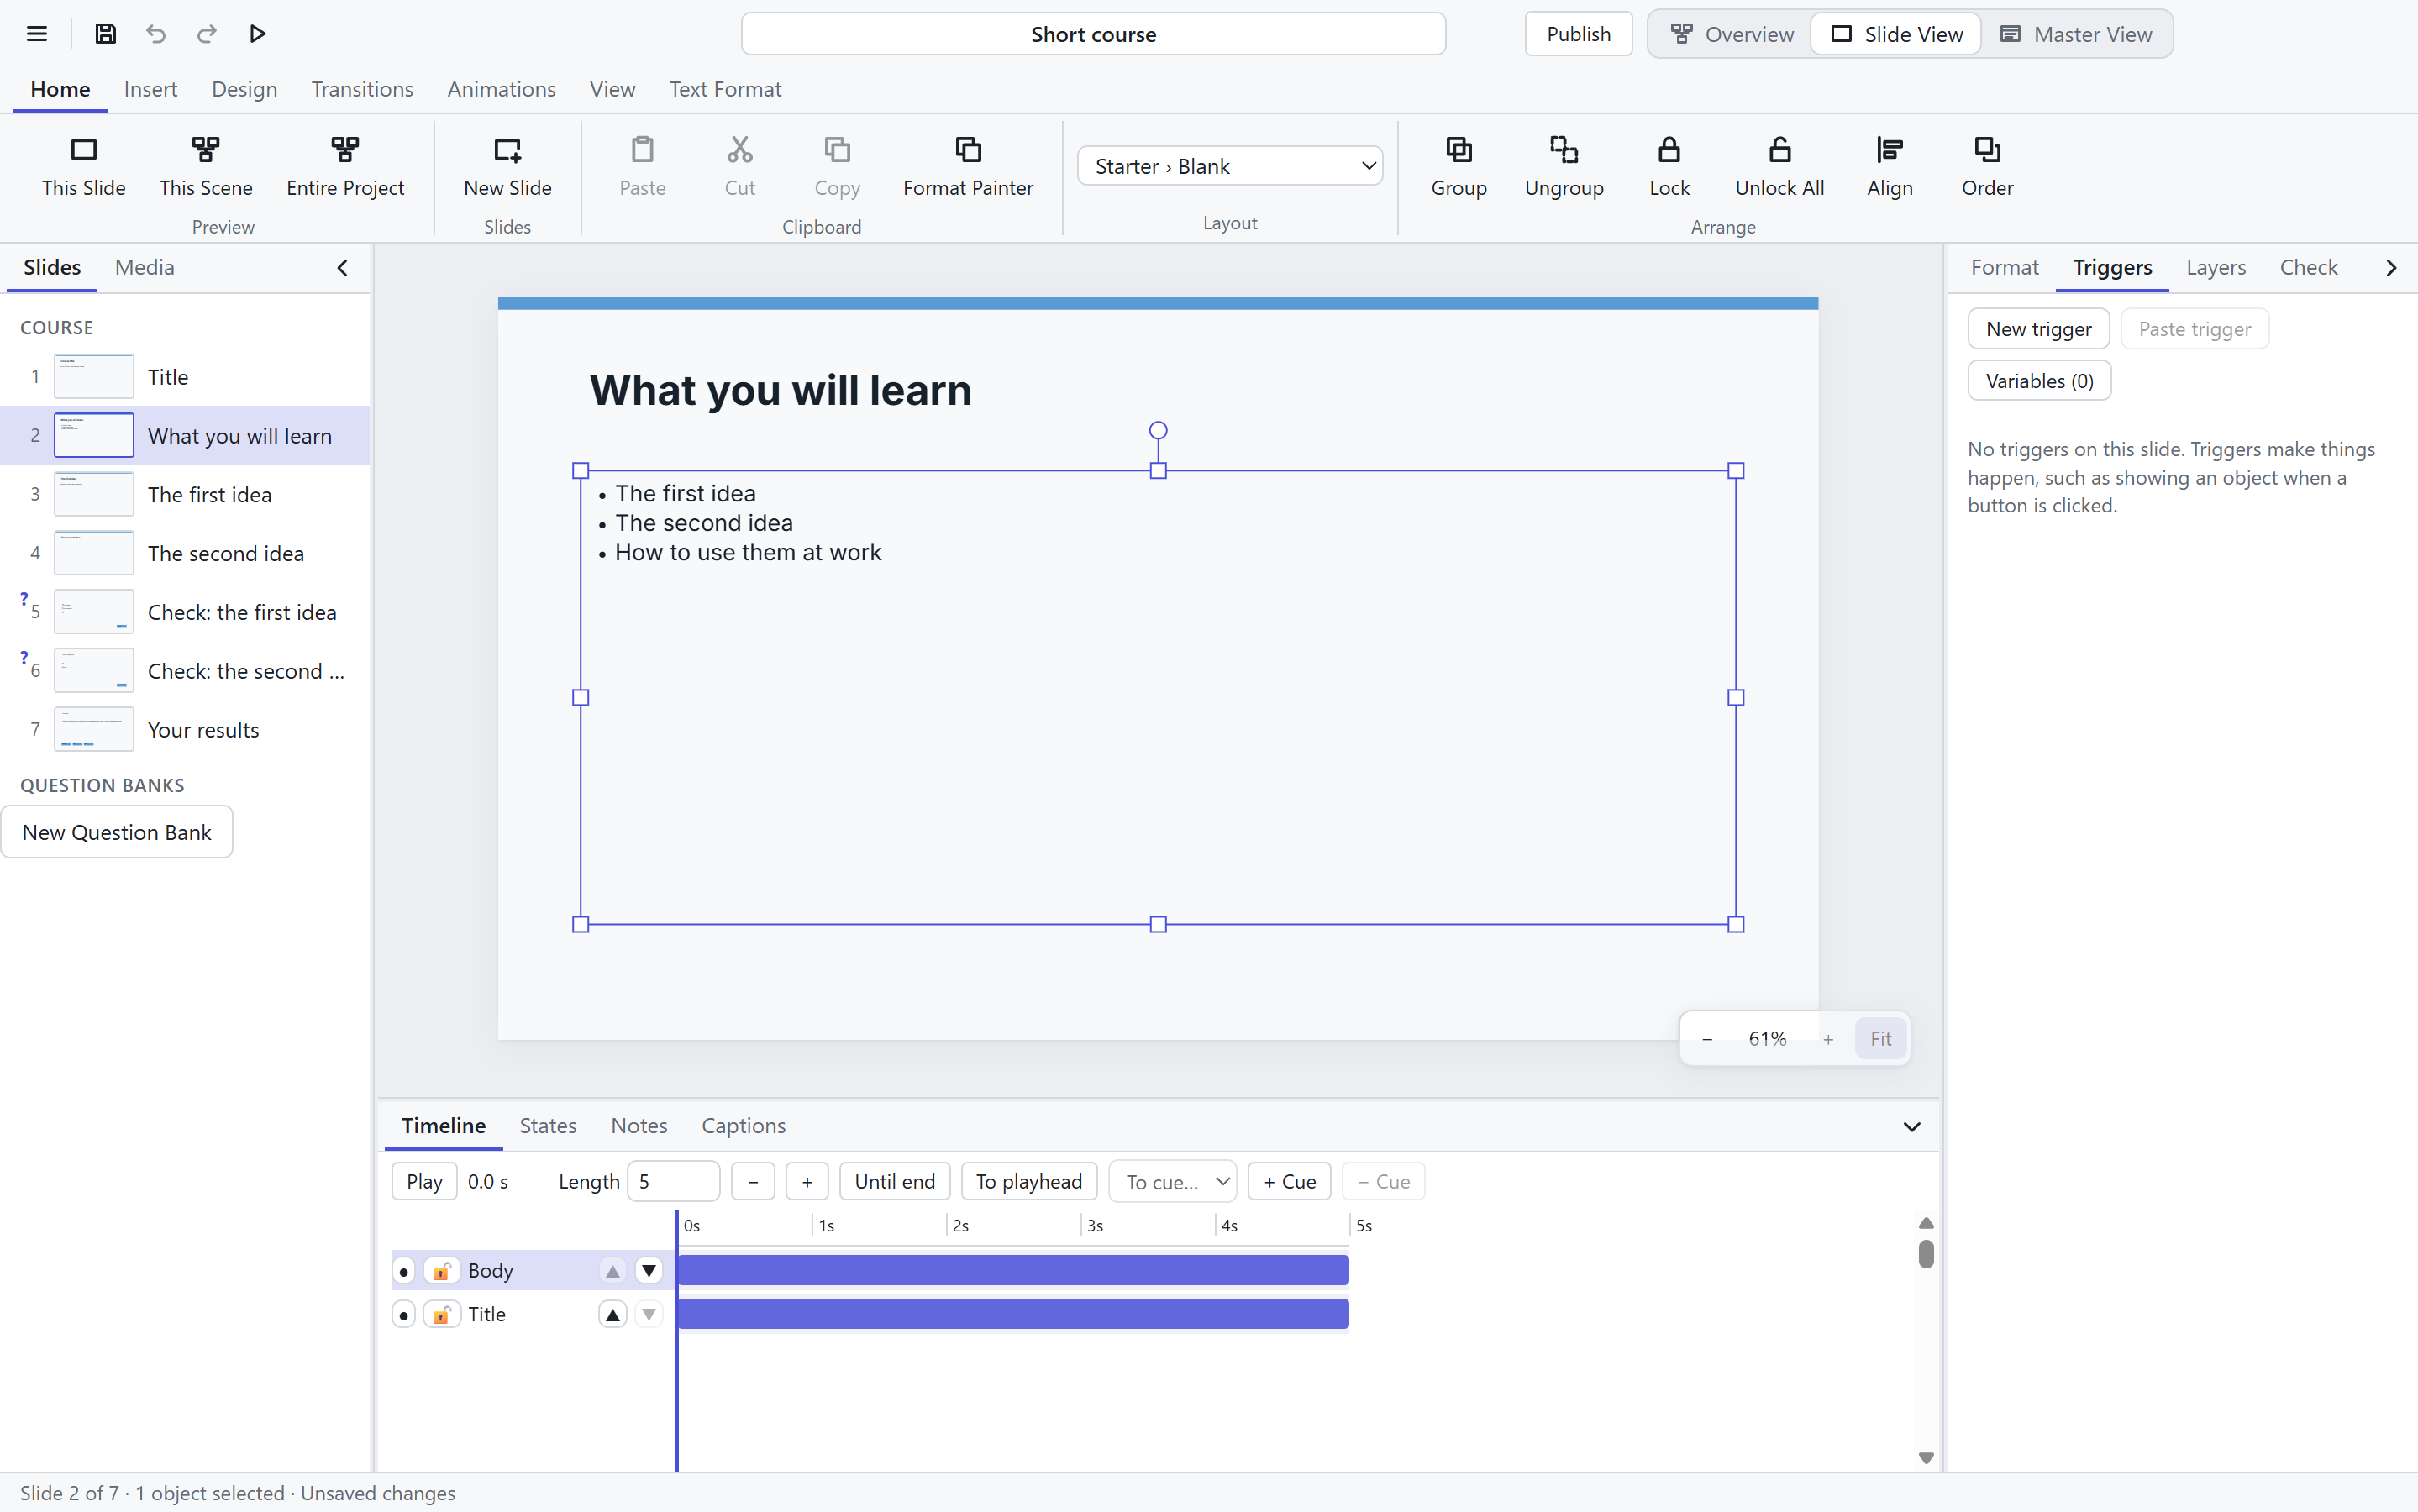 Short course
Publish
Overview
Slide View
Master View
Home
Insert
Design
Transitions
Animations
View
Text Format
This Slide
This Scene
Entire Project
Preview
New Slide
Slides
Paste
Cut
Copy
Format Painter
Clipboard
Starter › Blank
Layout
Group
Ungroup
Lock
Unlock All
Align
Order
Arrange
Slides
Media
COURSE
1 Title
2 What you will learn
3 The first idea
4 The second idea
? 5 Check: the first idea
? 6 Check: the second ...
7 Your results
QUESTION BANKS
New Question Bank
What you will learn
• The first idea
• The second idea
• How to use them at work
− 61% + Fit
Format
Triggers
Layers
Check
New trigger
Paste trigger
Variables (0)
No triggers on this slide. Triggers make things
happen, such as showing an object when a
button is clicked.
Timeline
States
Notes
Captions
Play
0.0 s
Length
5
−
+
Until end
To playhead
To cue...
+ Cue
− Cue
0s
1s
2s
3s
4s
5s
Body
Title
Slide 2 of 7 · 1 object selected · Unsaved changes